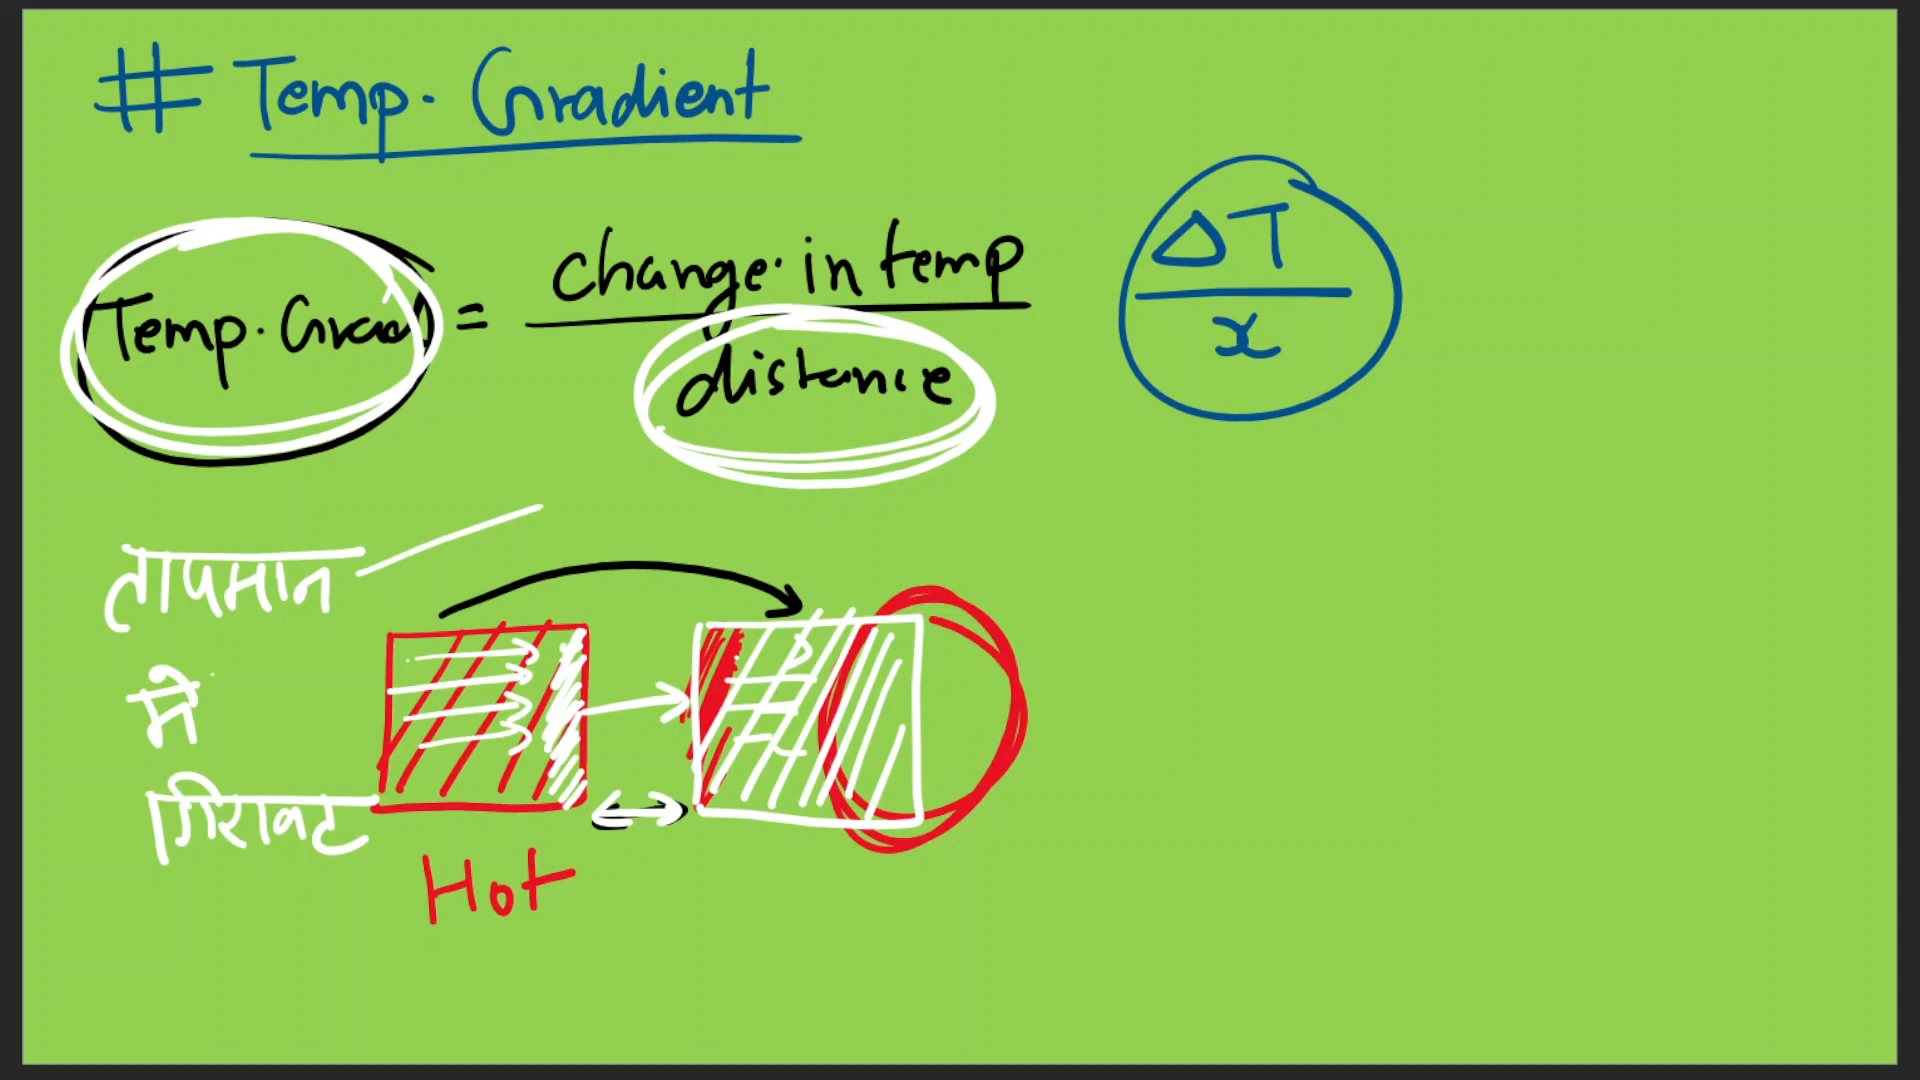 # Temp. Gradient
Temp. Grad = change in temp / distance
ΔT / x
तापमान
में
गिरावट
Hot